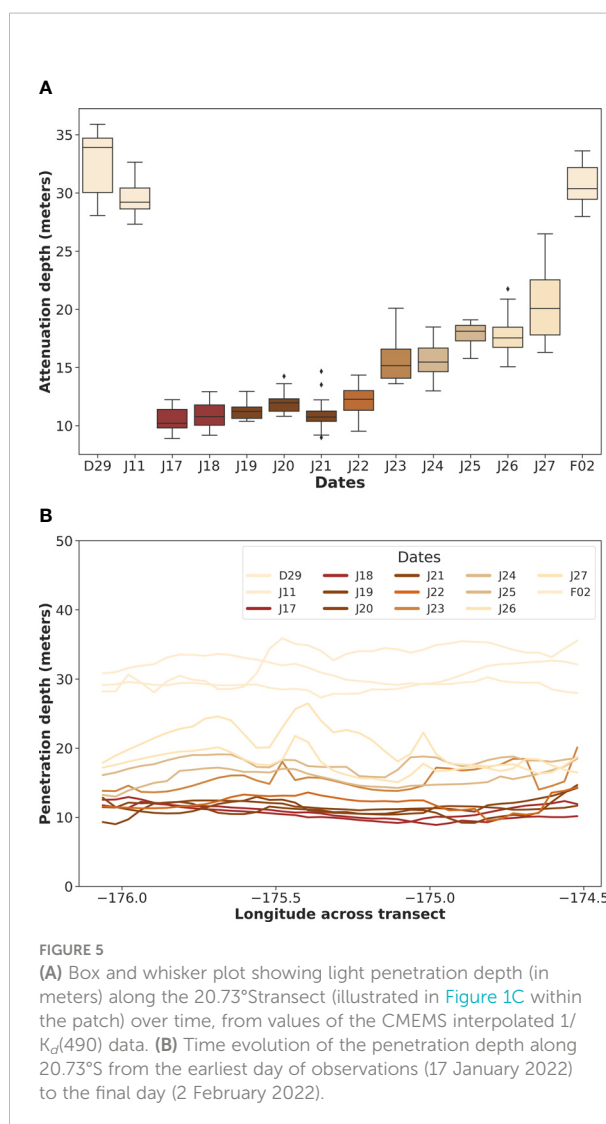 A
Attenuation depth (meters)
35
30
25
20
15
10
D29 J11 J17 J18 J19 J20 J21 J22 J23 J24 J25 J26 J27 F02
Dates
B
Penetration depth (meters)
50
40
30
20
10
0
Dates
D29 J18 J21 J24 J27
J11 J19 J22 J25 F02
J17 J20 J23 J26
−176.0 −175.5 −175.0 −174.5
Longitude across transect
FIGURE 5
(A) Box and whisker plot showing light penetration depth (in
meters) along the 20.73°Stransect (illustrated in Figure 1C within
the patch) over time, from values of the CMEMS interpolated 1/
Kd(490) data. (B) Time evolution of the penetration depth along
20.73°S from the earliest day of observations (17 January 2022)
to the final day (2 February 2022).